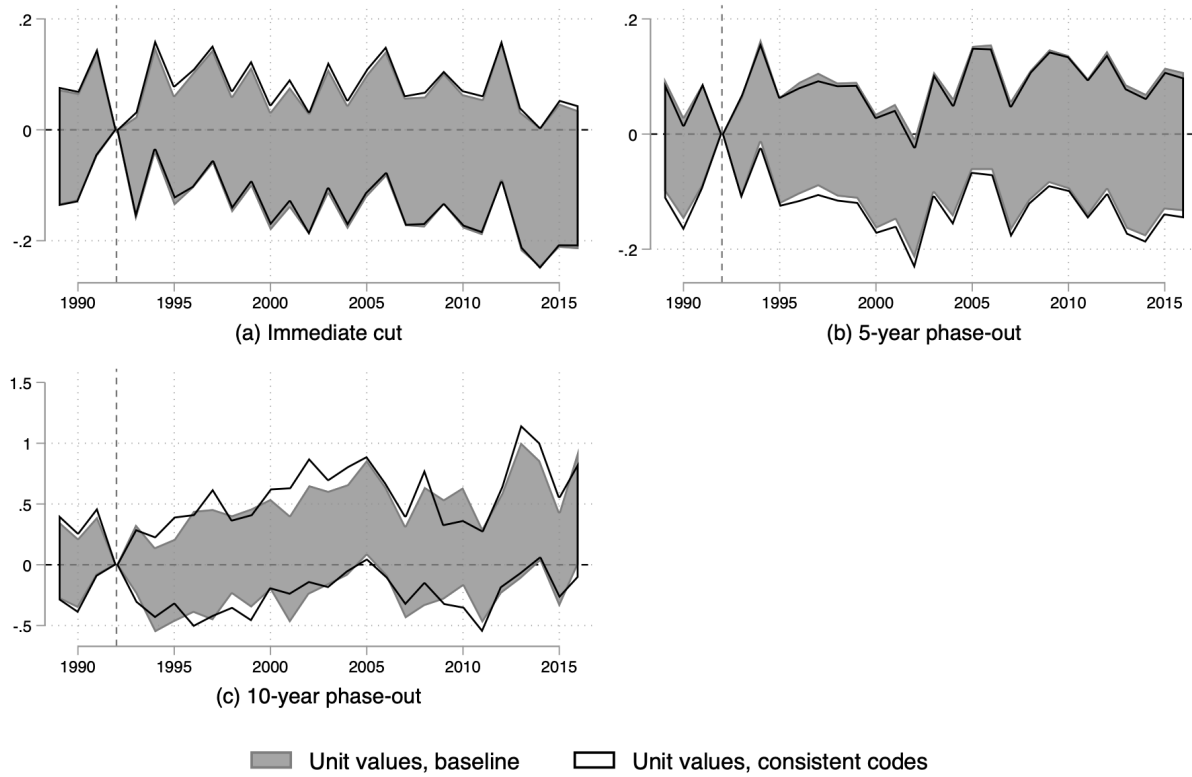 .2
0
-.2
1990 1995 2000 2005 2010 2015
(a) Immediate cut
.2
0
-.2
1990 1995 2000 2005 2010 2015
(b) 5-year phase-out
1.5
1
.5
0
-.5
1990 1995 2000 2005 2010 2015
(c) 10-year phase-out
Unit values, baseline Unit values, consistent codes